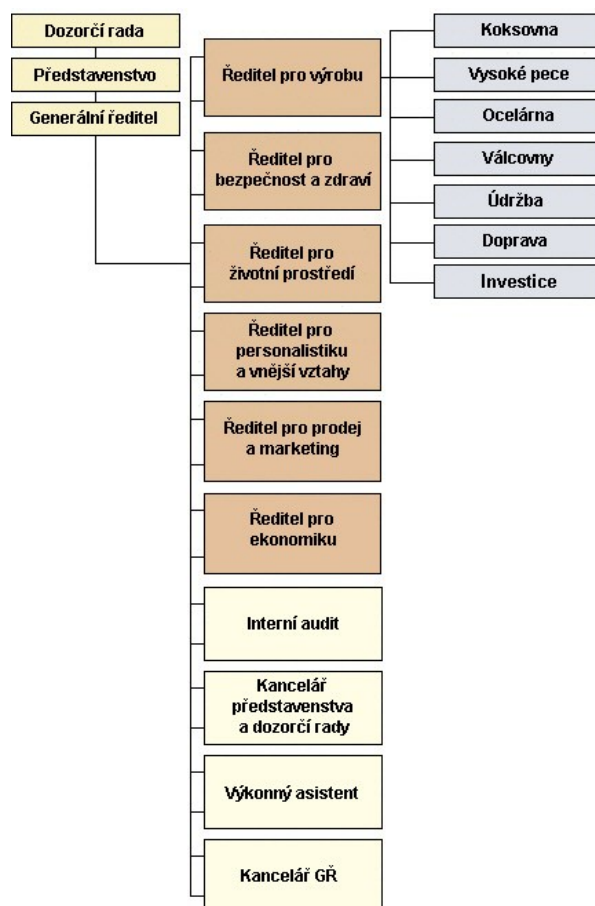 Dozorčí rada
Představenstvo
Generální ředitel
Ředitel pro výrobu
Ředitel pro
bezpečnost a zdraví
Ředitel pro
životní prostředí
Ředitel pro
personalistiku
a vnější vztahy
Ředitel pro prodej
a marketing
Ředitel pro
ekonomiku
Interní audit
Kancelář
představenstva
a dozorčí rady
Výkonný asistent
Kancelář GŘ
Koksovna
Vysoké pece
Ocelárna
Válcovny
Údržba
Doprava
Investice